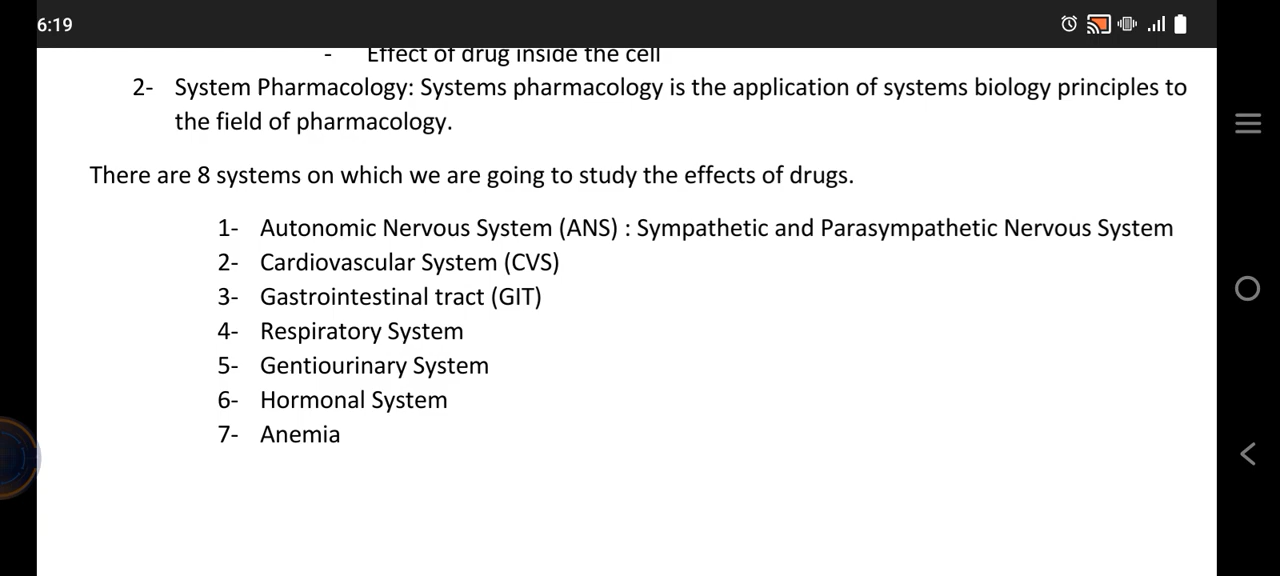 6:19
- Effect of drug inside the cell
2- System Pharmacology: Systems pharmacology is the application of systems biology principles to
the field of pharmacology.
There are 8 systems on which we are going to study the effects of drugs.
1- Autonomic Nervous System (ANS) : Sympathetic and Parasympathetic Nervous System
2- Cardiovascular System (CVS)
3- Gastrointestinal tract (GIT)
4- Respiratory System
5- Gentiourinary System
6- Hormonal System
7- Anemia